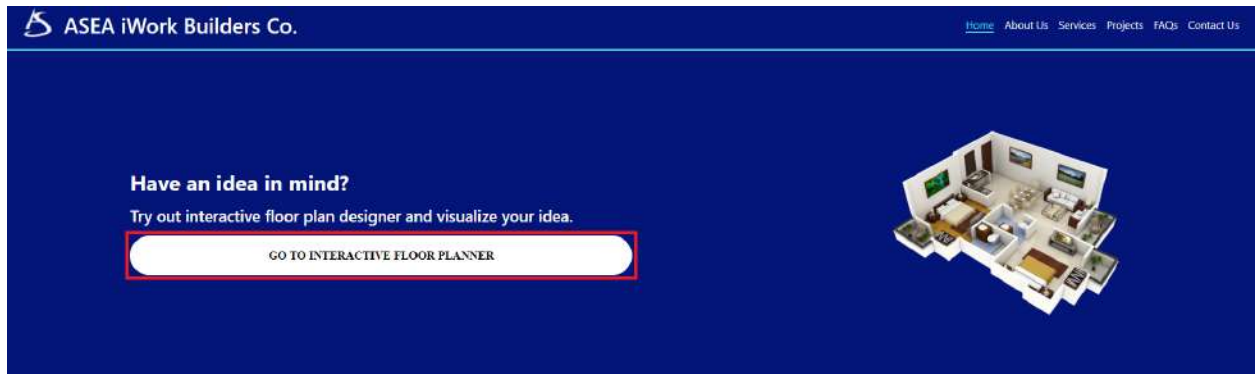 ASEA iWork Builders Co.
Home About Us Services Projects FAQs Contact Us
Have an idea in mind?
Try out interactive floor plan designer and visualize your idea.
GO TO INTERACTIVE FLOOR PLANNER